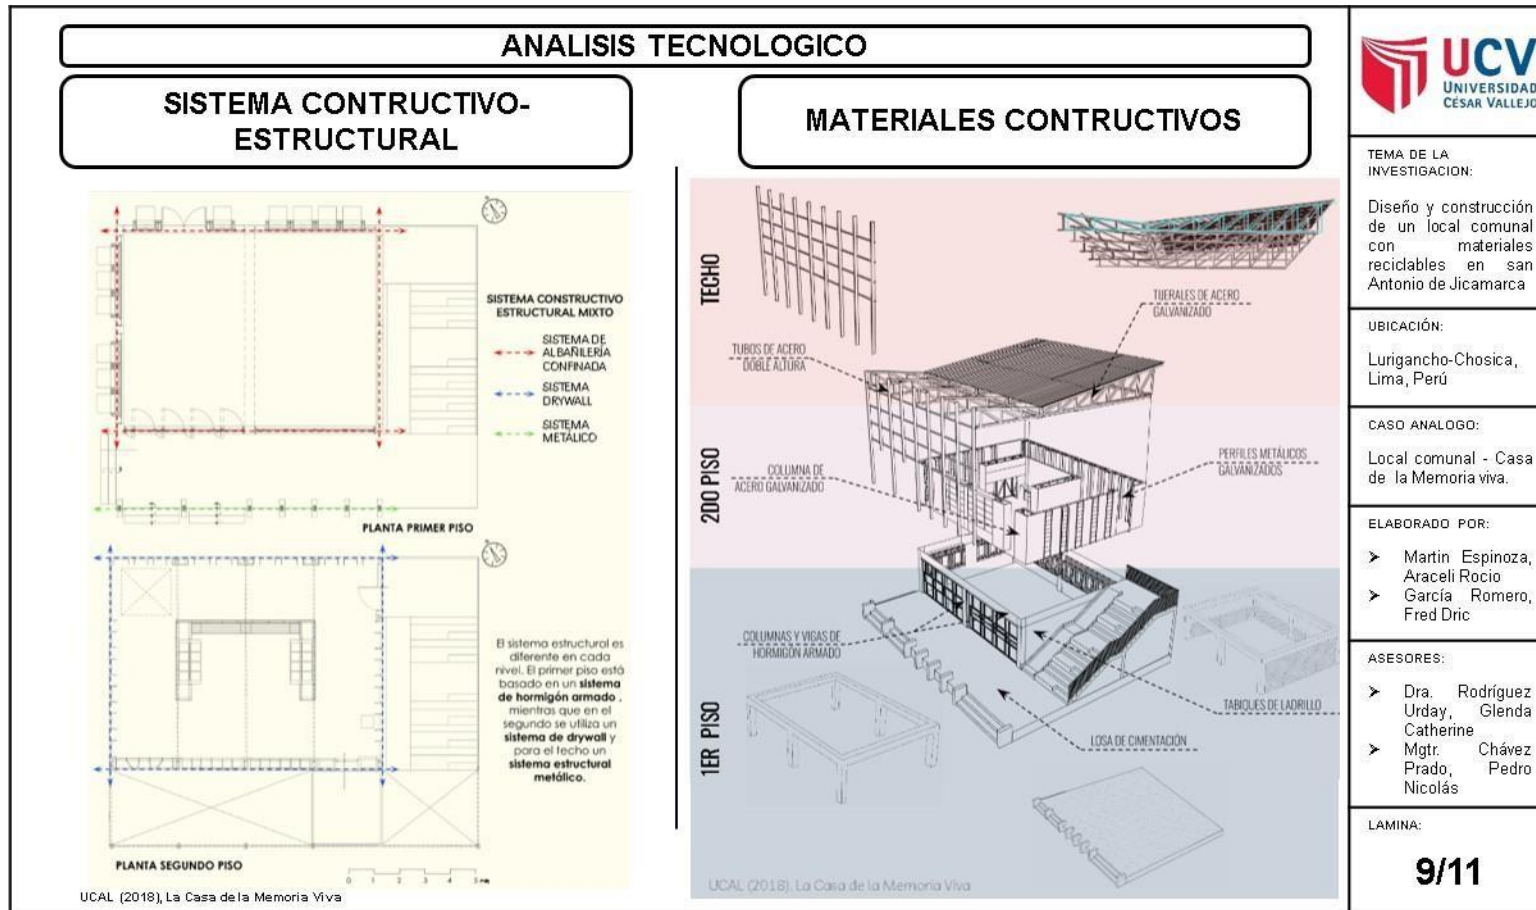 ANALISIS TECNOLOGICO
SISTEMA CONTRUCTIVO-
ESTRUCTURAL
SISTEMA CONSTRUCTIVO
ESTRUCTURAL MIXTO
SISTEMA DE
ALBAÑILERÍA
CONFINADA
SISTEMA
DRYWALL
SISTEMA
METÁLICO
PLANTA PRIMER PISO
El sistema estructural es
diferente en cada
nivel. El primer piso está
basado en un sistema
de hormigón armado ,
mientras que en el
segundo se utiliza un
sistema de drywall y
para el techo un
sistema estructural
metálico.
PLANTA SEGUNDO PISO
0 1 2 3 4 5
UCAL (2018), La Casa de la Memoria Viva
MATERIALES CONTRUCTIVOS
TECHO
TIJERALES DE ACERO
GALVANIZADO
TUBOS DE ACERO
DOBLE ALTURA
2DO PISO
COLUMNA DE
ACERO GALVANIZADO
PERFILES METÁLICOS
GALVANIZADOS
1ER PISO
COLUMNAS Y VIGAS DE
HORMIGÓN ARMADO
TABIQUES DE LADRILLO
LOSA DE CIMENTACIÓN
UCAL (2018). La Casa de la Memoria Viva
UCV
UNIVERSIDAD
CÉSAR VALLEJO
TEMA DE LA
INVESTIGACION:
Diseño y construcción
de un local comunal
con materiales
reciclables en san
Antonio de Jicamarca
UBICACIÓN:
Lurigancho-Chosica,
Lima, Perú
CASO ANALOGO:
Local comunal - Casa
de la Memoria viva.
ELABORADO POR:
➢ Martin Espinoza,
Araceli Rocio
➢ García Romero,
Fred Dric
ASESORES:
➢ Dra. Rodríguez
Urday, Glenda
Catherine
➢ Mgtr. Chávez
Prado, Pedro
Nicolás
LAMINA:
9/11